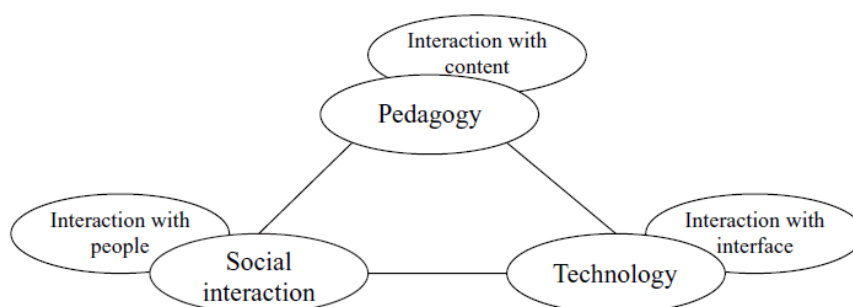 Interaction with
content
Pedagogy
Interaction with
people
Social
interaction
Interaction with
interface
Technology